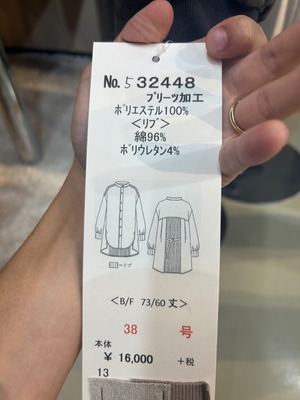 No. 532448
プリーツ加工
ポリエステル100%
<リブ>
綿96%
ポリウレタン4%
<B/F 73/60 丈>
38 号
本体
¥ 16,000 +税
13